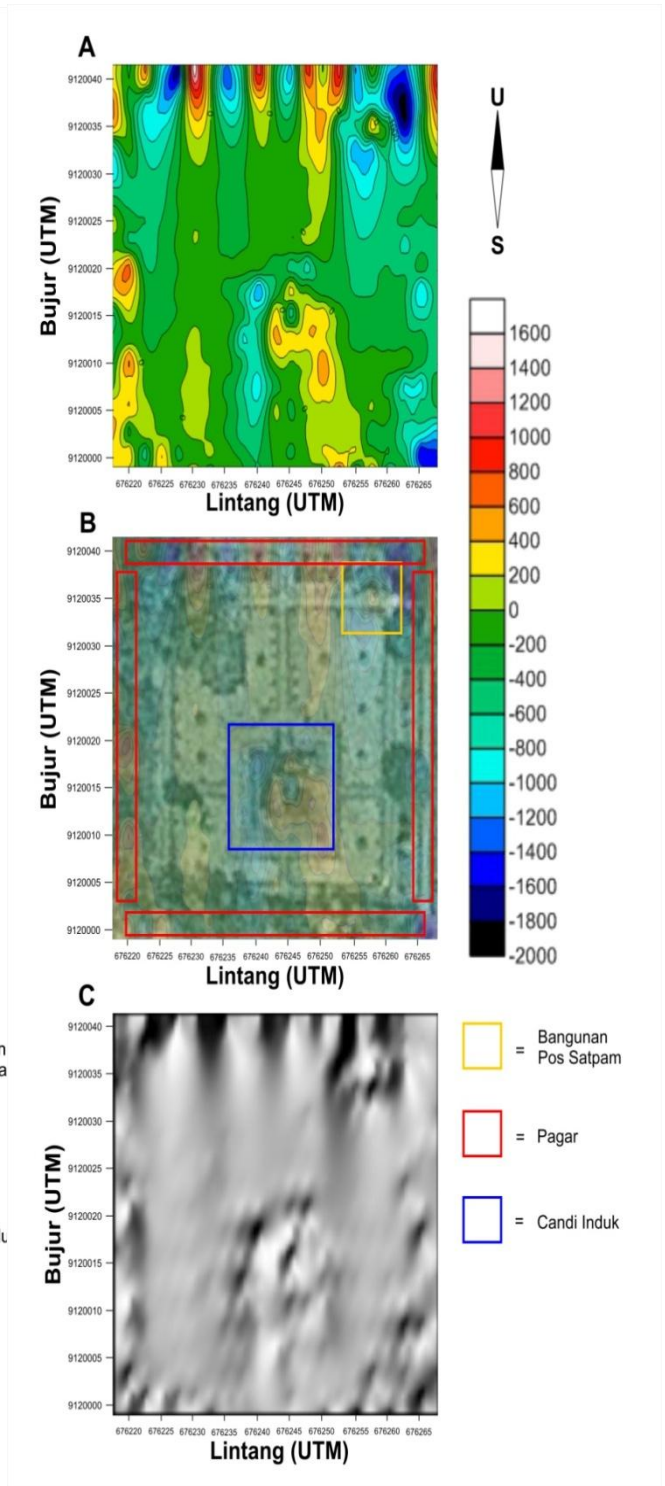 A
Bujur (UTM)
9120040
9120035
9120030
9120025
9120020
9120015
9120010
9120005
9120000
676220 676225 676230 676235 676240 676245 676250 676255 676260 676265
Lintang (UTM)
U
S
1600
1400
1200
1000
800
600
400
200
0
-200
-400
-600
-800
-1000
-1200
-1400
-1600
-1800
-2000
B
Bujur (UTM)
9120040
9120035
9120030
9120025
9120020
9120015
9120010
9120005
9120000
676220 676225 676230 676235 676240 676245 676250 676255 676260 676265
Lintang (UTM)
C
Bujur (UTM)
9120040
9120035
9120030
9120025
9120020
9120015
9120010
9120005
9120000
676220 676225 676230 676235 676240 676245 676250 676255 676260 676265
Lintang (UTM)
= Bangunan
Pos Satpam
= Pagar
= Candi Induk